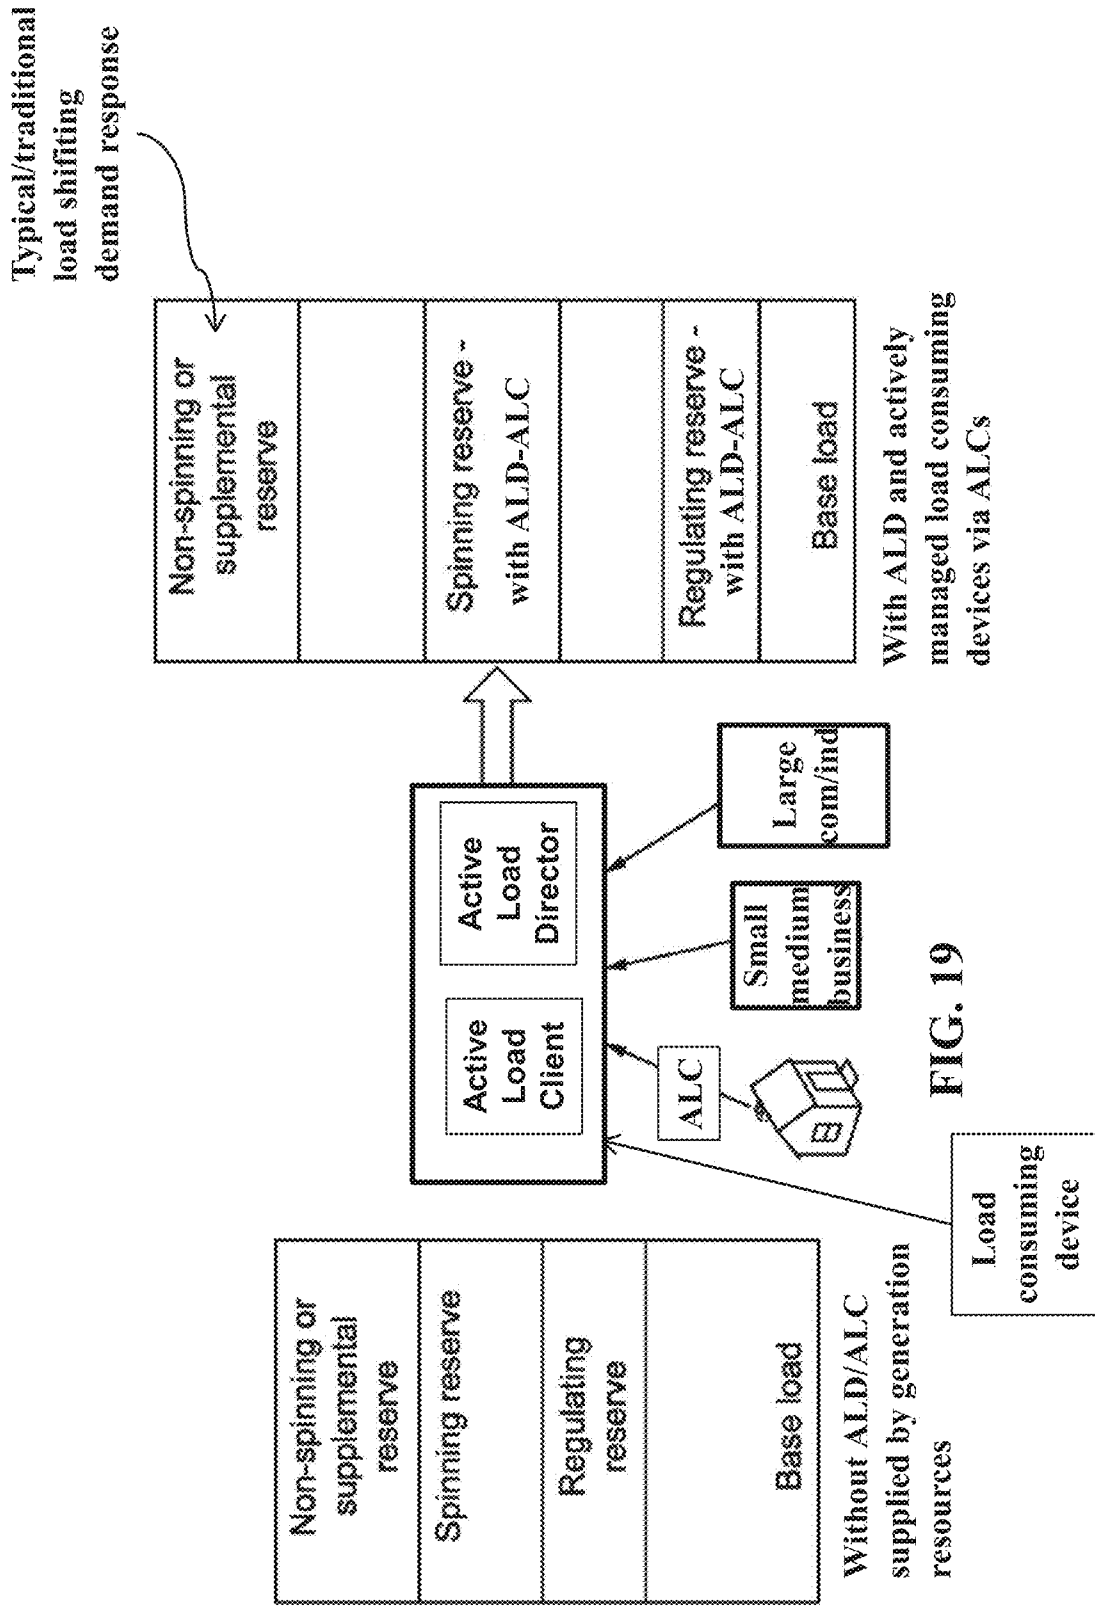 Non-spinning or
supplemental
reserve
Spinning reserve
Regulating
reserve
Base load
Without ALD/ALC
supplied by generation
resources
Active
Load
Client
Active
Load
Director
Load
consuming
device
ALC
Small
medium
business
Large
com/ind
Typical/traditional
load shifiting
demand response
Non-spinning or
supplemental
reserve
Spinning reserve -
with ALD-ALC
Regulating reserve -
with ALD-ALC
Base load
With ALD and actively
managed load consuming
devices via ALCs
FIG. 19